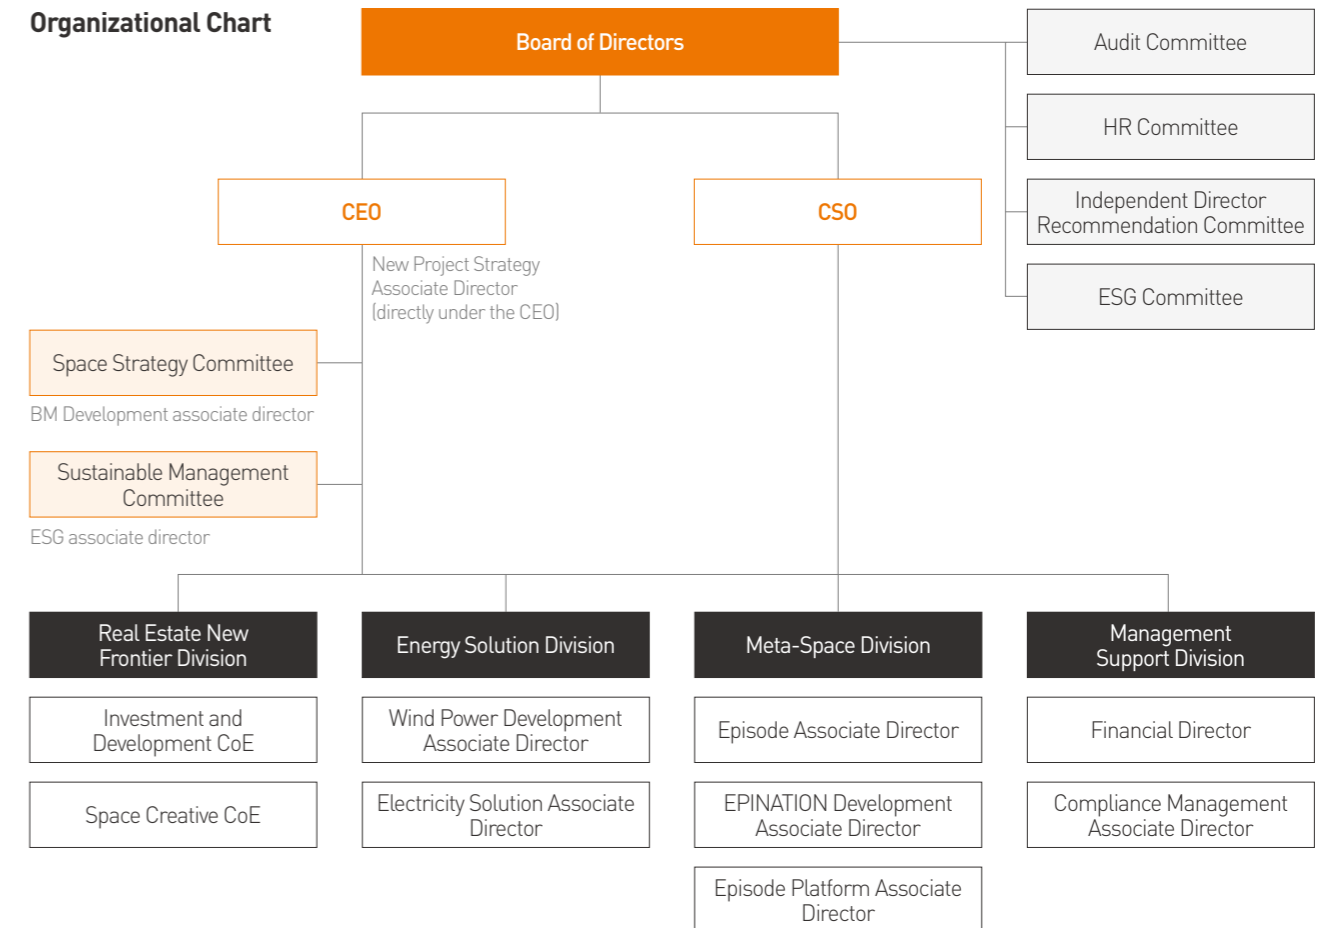 Organizational Chart
Board of Directors
Audit Committee
HR Committee
Independent Director
Recommendation Committee
ESG Committee
CEO
CSO
New Project Strategy
Associate Director
(directly under the CEO)
Space Strategy Committee
BM Development associate director
Sustainable Management
Committee
ESG associate director
Real Estate New
Frontier Division
Investment and
Development CoE
Space Creative CoE
Energy Solution Division
Wind Power Development
Associate Director
Electricity Solution Associate
Director
Meta-Space Division
Episode Associate Director
EPINATION Development
Associate Director
Episode Platform Associate
Director
Management
Support Division
Financial Director
Compliance Management
Associate Director